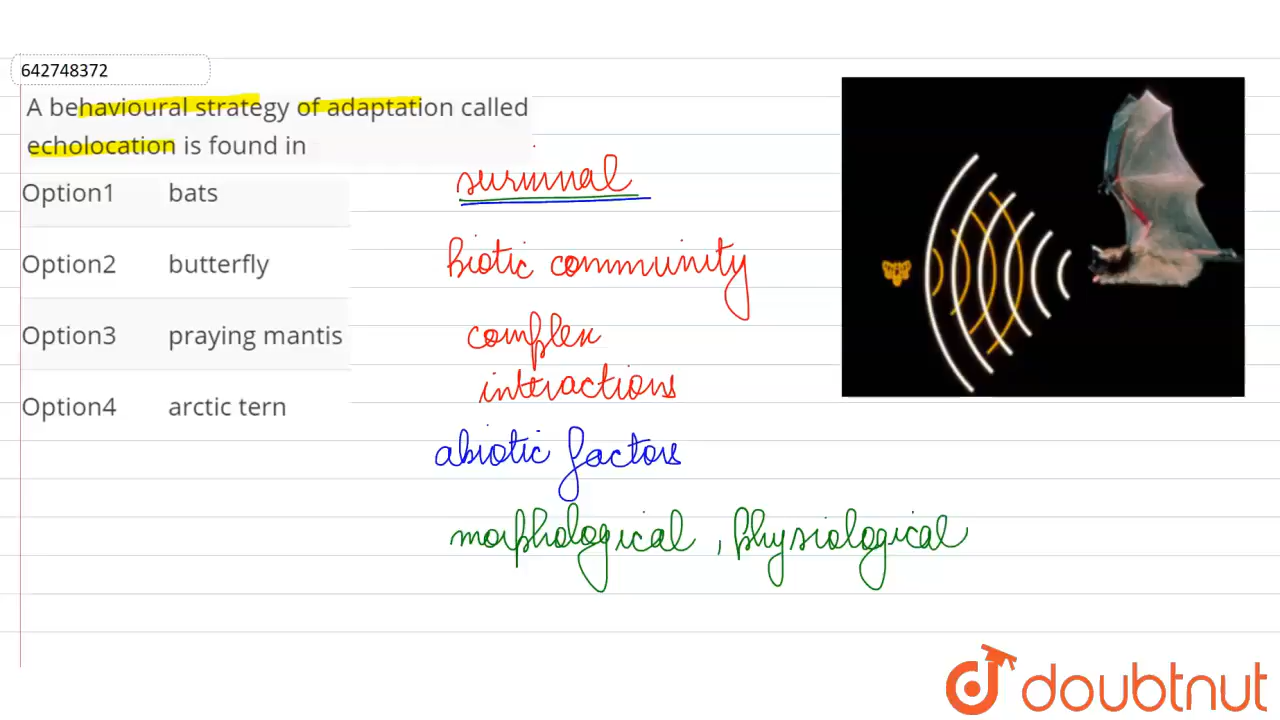 642748372
A behavioural strategy of adaptation called
echolocation is found in
Option1 bats
Option2 butterfly
Option3 praying mantis
Option4 arctic tern
survival
biotic community
complex
interactions
abiotic factors
morphological, physiological
doubtnut